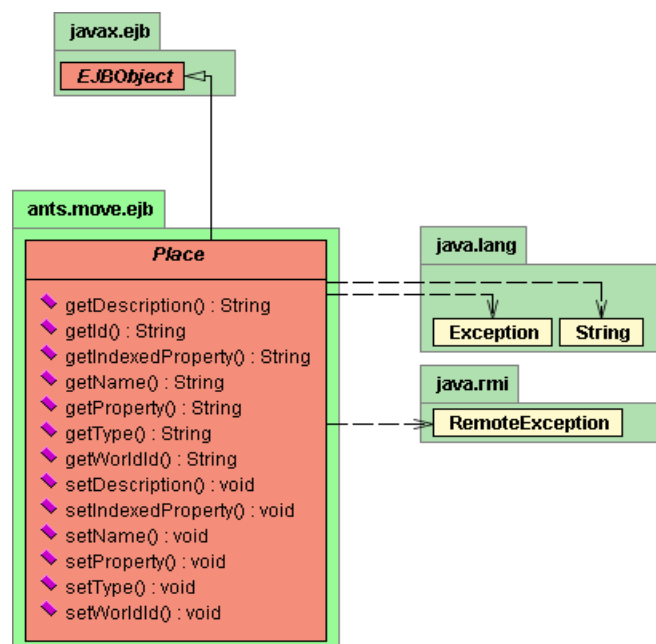 javax.ejb
EJBObject
ants.move.ejb
Place
getDescription() : String
getId() : String
getIndexedProperty() : String
getName() : String
getProperty() : String
getType() : String
getWorldId() : String
setDescription() : void
setIndexedProperty() : void
setName() : void
setProperty() : void
setType() : void
setWorldId() : void
java.lang
Exception
String
java.rmi
RemoteException